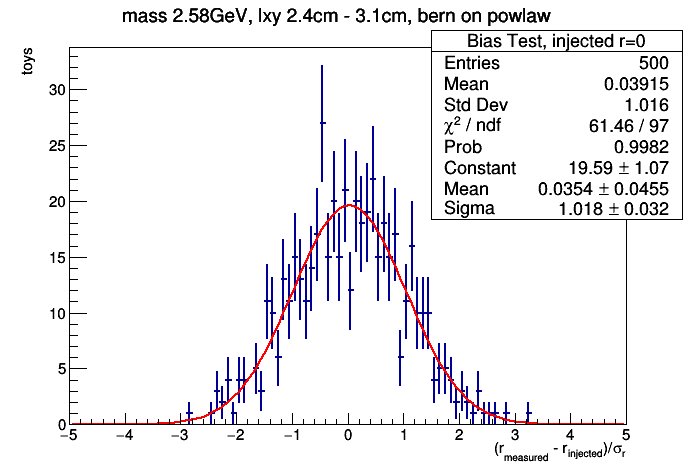 mass 2.58GeV, lxy 2.4cm - 3.1cm, bern on powlaw
toys
Bias Test, injected r=0
Entries 500
Mean 0.03915
Std Dev 1.016
χ² / ndf 61.46 / 97
Prob 0.9982
Constant 19.59 ± 1.07
Mean 0.0354 ± 0.0455
Sigma 1.018 ± 0.032
30
25
20
15
10
5
0
−5 −4 −3 −2 −1 0 1 2 3 4 5
(r_measured - r_injected)/σ_r